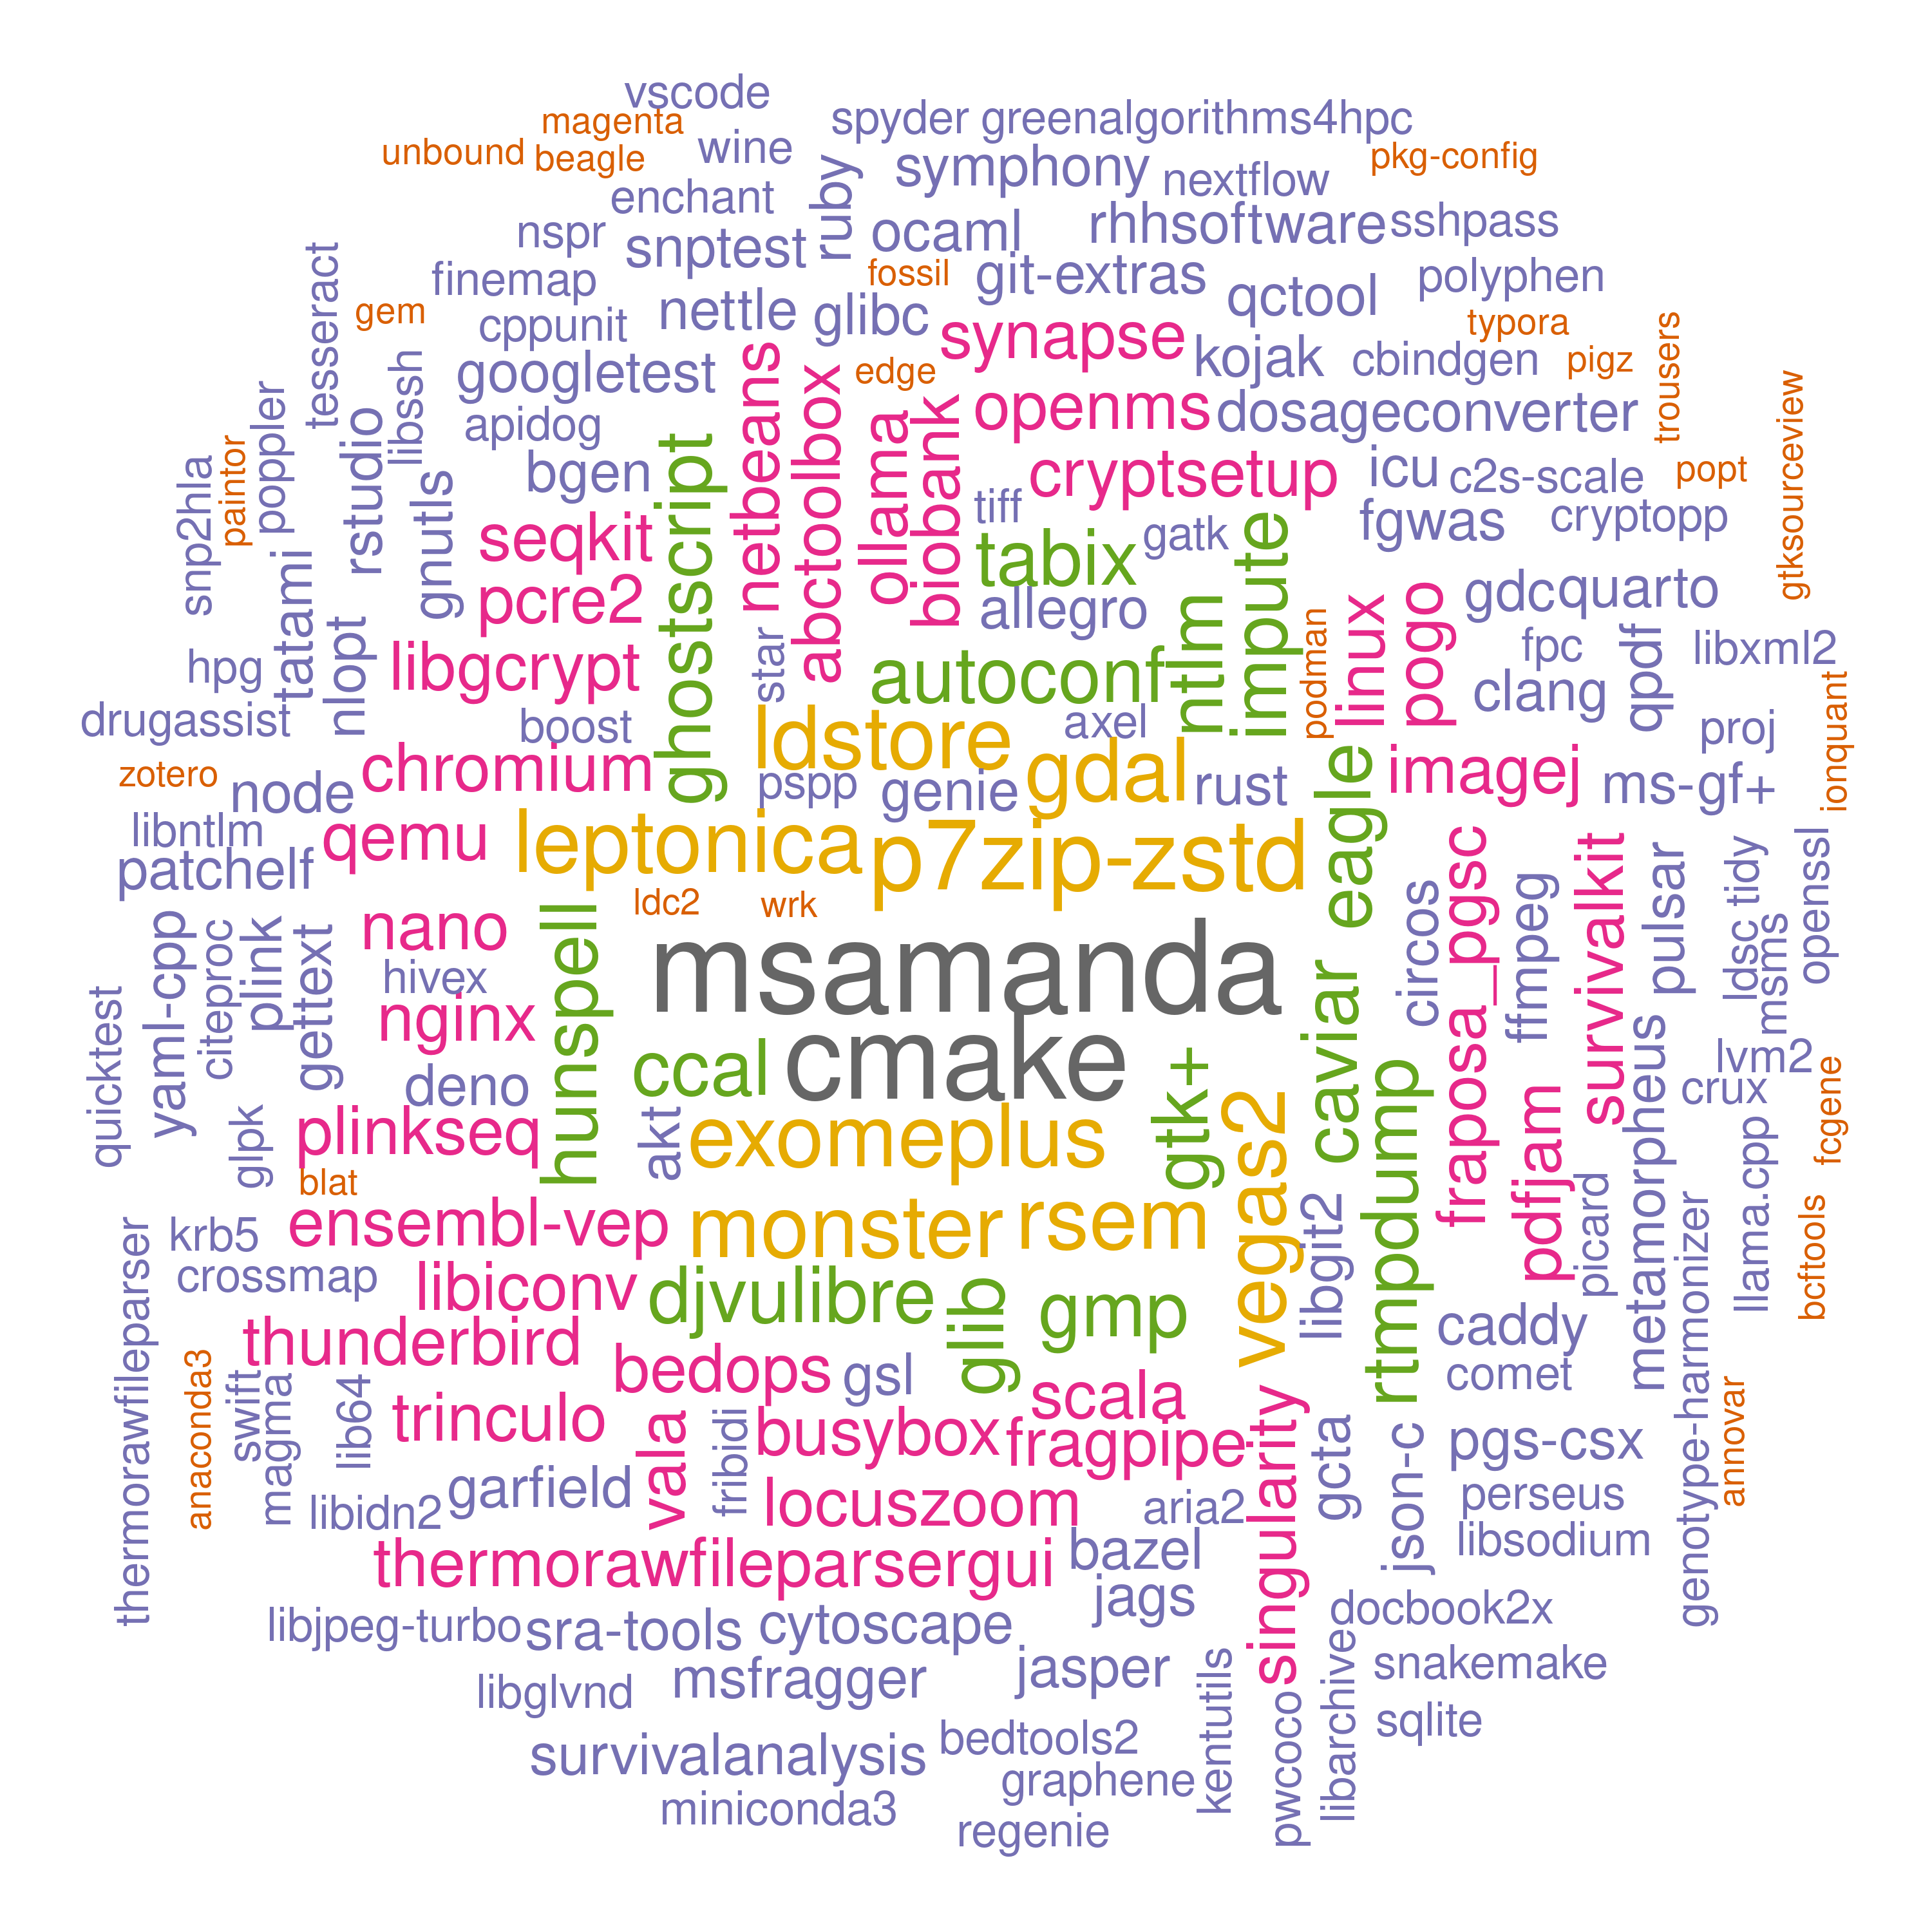 vscode
magenta
spyder
greenalgorithms4hpc
unbound
beagle
wine
symphony
nextflow
pkg-config
enchant
ruby
nspr
snptest
ocaml
rhhsoftware
sshpass
tesseract
finemap
fossil
git-extras
polyphen
gem
cppunit
nettle
glibc
qctool
typora
libssh
googletest
netbeans
abctoolbox
edge
synapse
kojak
cbindgen
pigz
trousers
gtksourceview
poppler
rstudio
apidog
ollama
biobank
openms
dosageconverter
snp2hla
paintor
gnutls
bgen
ghostscript
cryptsetup
icu
c2s-scale
popt
tatami
seqkit
tiff
tabix
gatk
impute
fgwas
cryptopp
pcre2
allegro
ntlm
linux
pogo
gdc
quarto
hpg
nlopt
libgcrypt
star
autoconf
podman
fpc
qpdf
libxml2
clang
drugassist
boost
ldstore
axel
proj
ionquant
zotero
node
chromium
pspp
genie
gdal
rust
eagle
imagej
ms-gf+
libntlm
patchelf
qemu
leptonica
p7zip-zstd
ldc2
wrk
circos
fraposa_pgsc
ffmpeg
survivalkit
pulsar
tidy
ldsc
msms
openssl
yaml-cpp
citeproc
plink
gettext
nano
hivex
hunspell
msamanda
caviar
quicktest
nginx
ccal
cmake
gtk+
deno
glpk
plinkseq
akt
exomeplus
vegas2
rtmpdump
pdfjam
metamorpheus
lvm2
crux
fcgene
blat
llama.cpp
krb5
ensembl-vep
monster
rsem
libgit2
picard
genotype-harmonizer
bcftools
crossmap
libiconv
djvulibre
glib
gmp
caddy
thermorawfileparser
thunderbird
bedops
gsl
scala
comet
anaconda3
swift
magma
lib64
trinculo
vala
fribidi
busybox
fragpipe
singularity
gcta
json-c
pgs-csx
annovar
garfield
libidn2
locuszoom
aria2
perseus
libsodium
thermorawfileparsergui
bazel
jags
libjpeg-turbo
sra-tools
cytoscape
docbook2x
libglvnd
msfragger
jasper
kentutils
pwcoco
libarchive
snakemake
sqlite
survivalanalysis
bedtools2
graphene
miniconda3
regenie